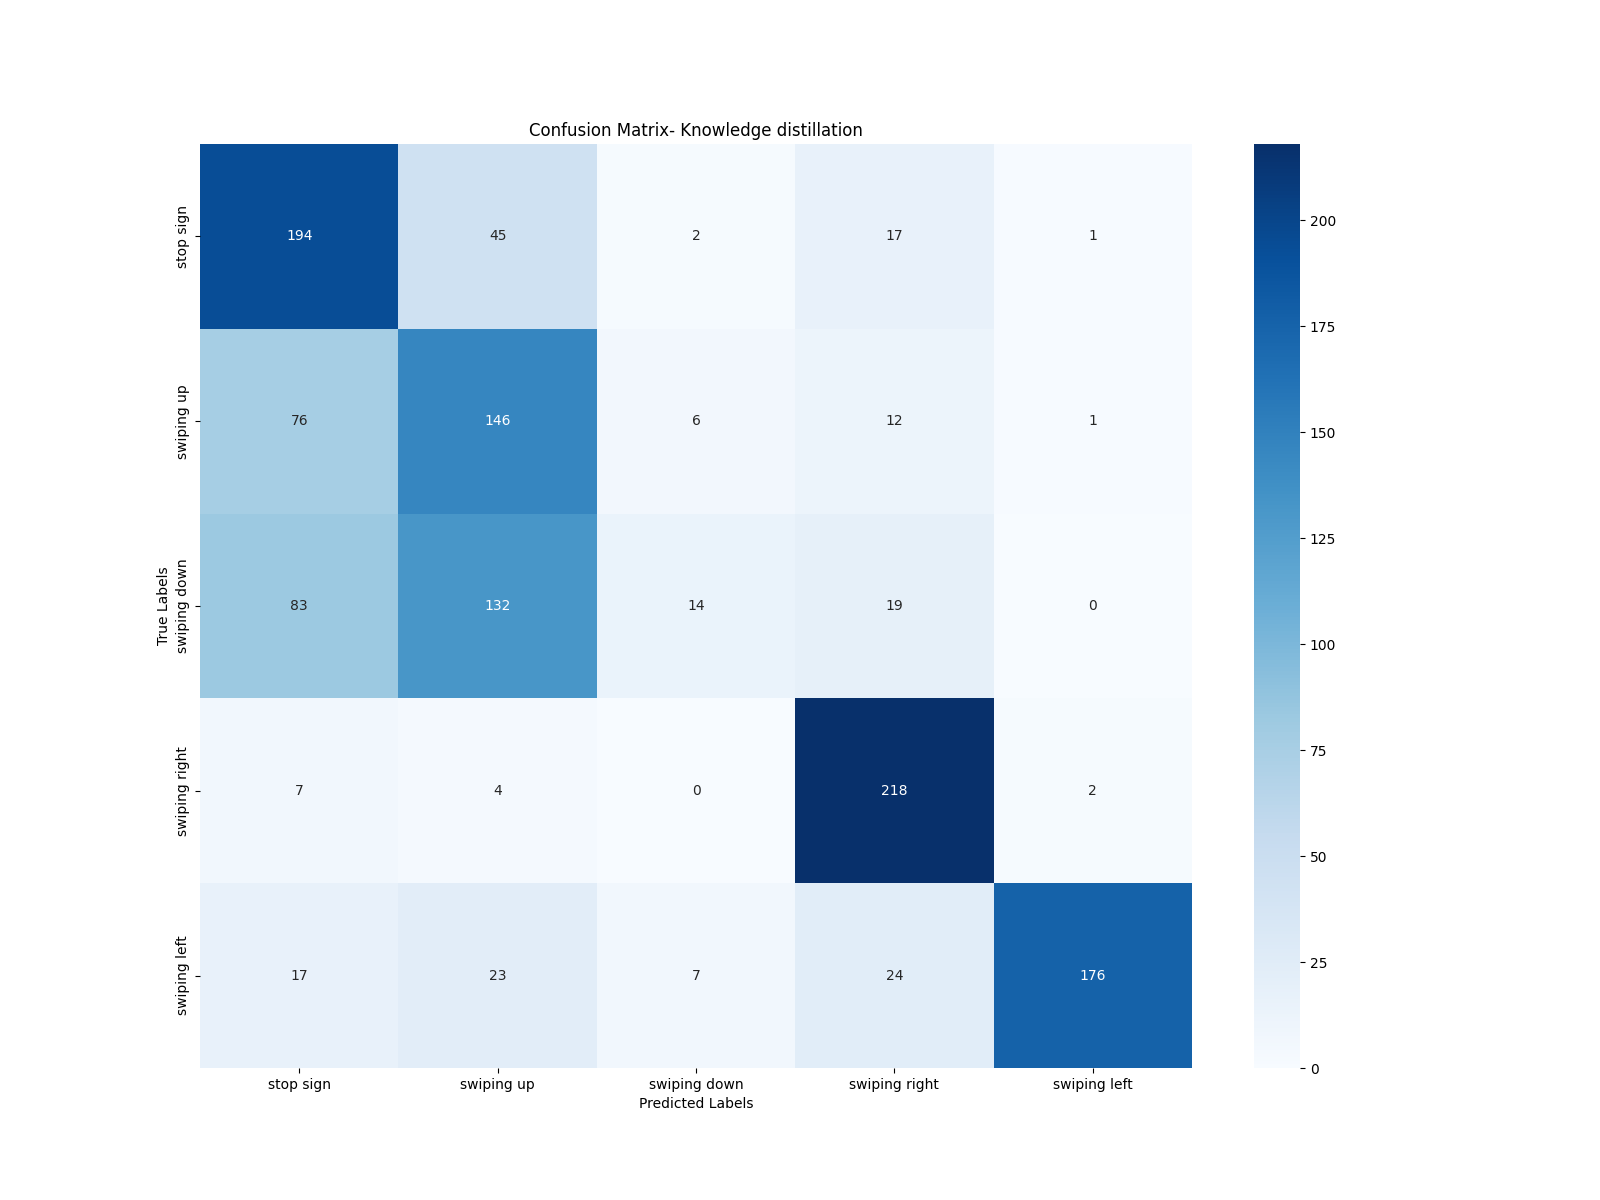 Confusion Matrix- Knowledge distillation
True Labels
stop sign 194 45 2 17 1
swiping up 76 146 6 12 1
swiping down 83 132 14 19 0
swiping right 7 4 0 218 2
swiping left 17 23 7 24 176
stop sign swiping up swiping down swiping right swiping left
Predicted Labels
200
175
150
125
100
75
50
25
0